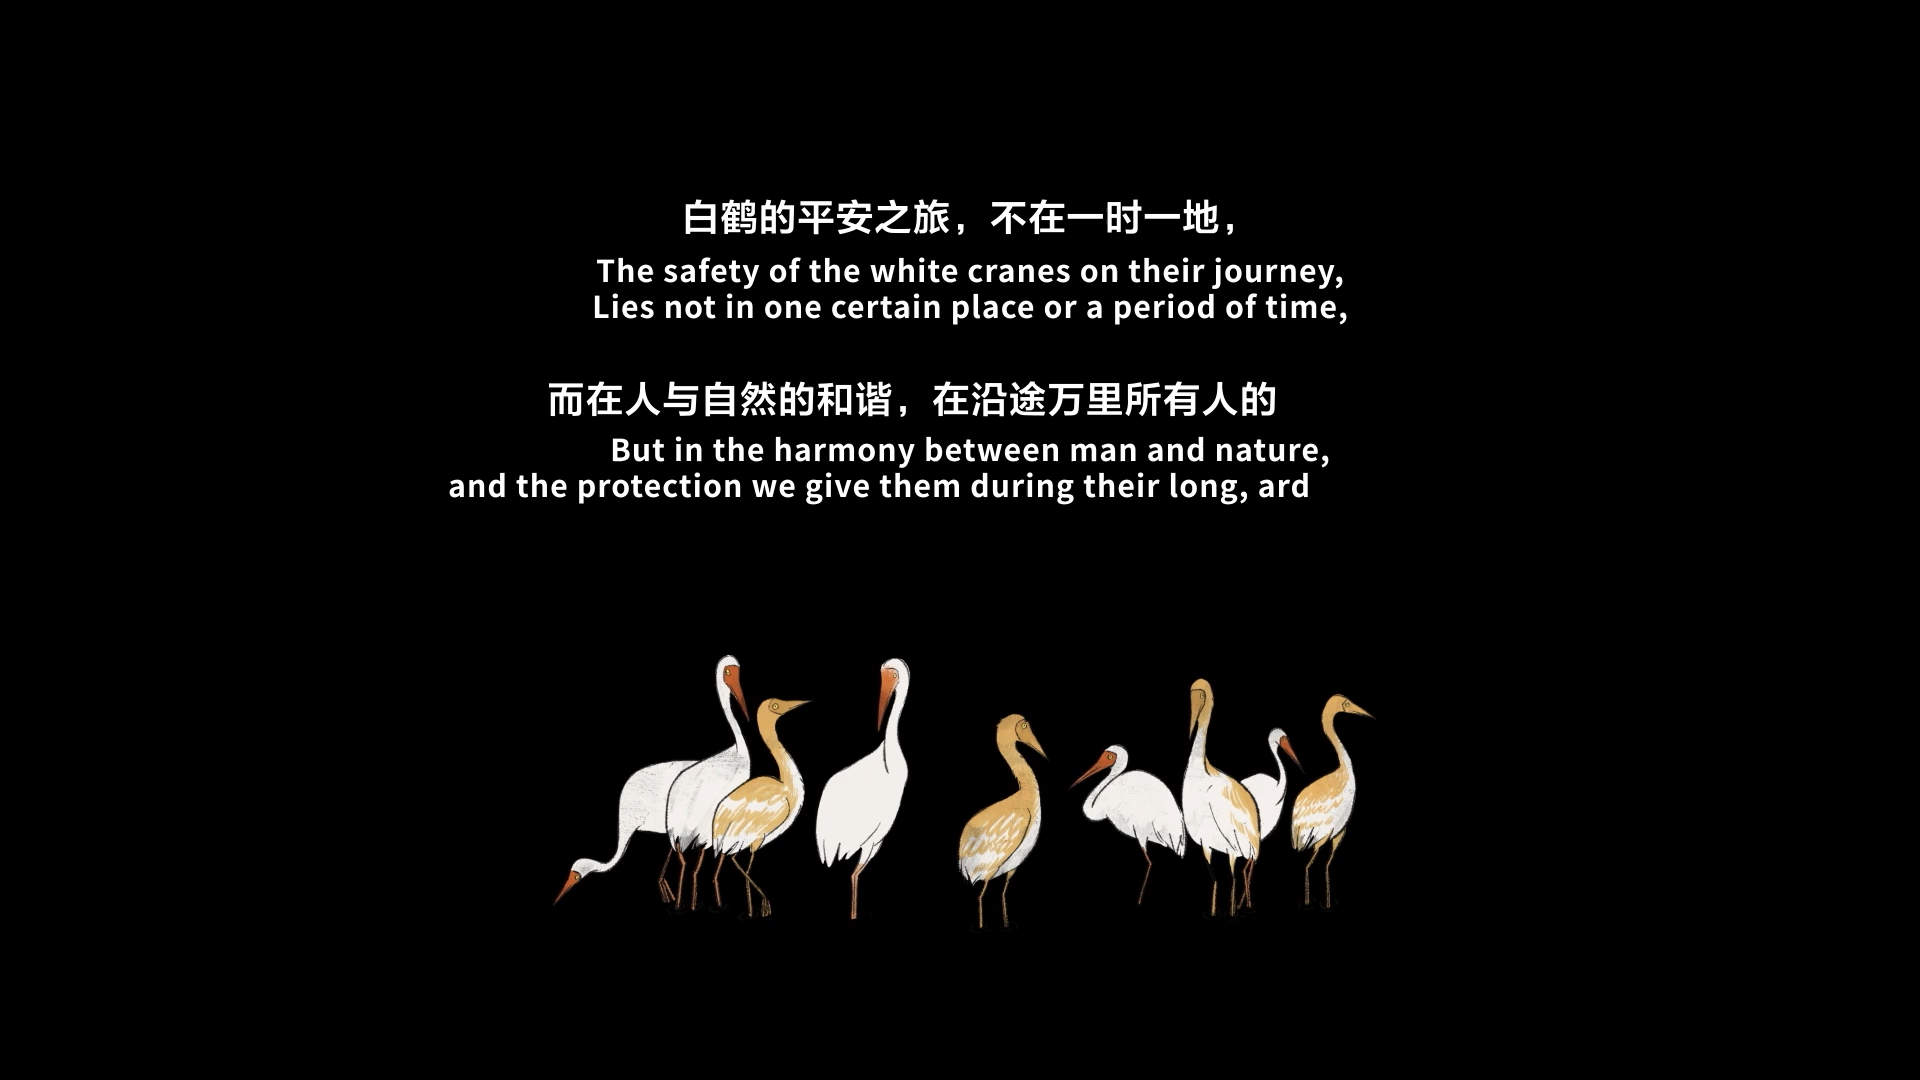 白鹤的平安之旅，不在一时一地，
The safety of the white cranes on their journey,
Lies not in one certain place or a period of time,
而在人与自然的和谐，在沿途万里所有人的
But in the harmony between man and nature,
and the protection we give them during their long, ard